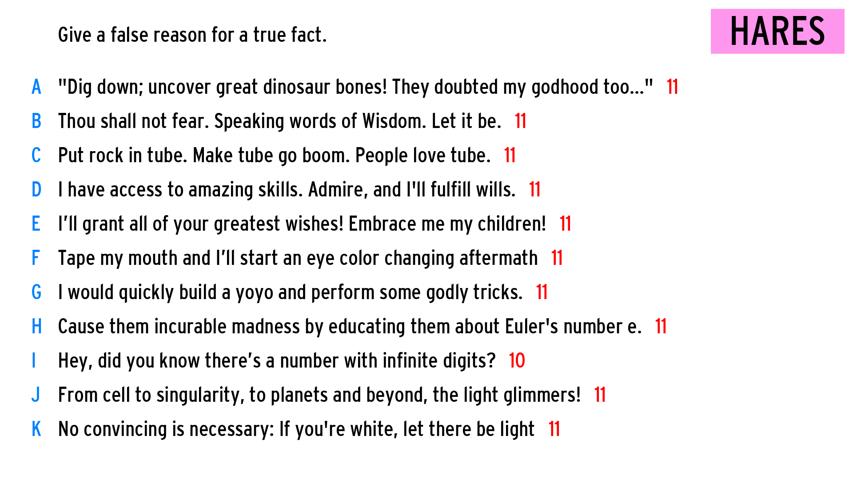 HARES
Give a false reason for a true fact.
A "Dig down; uncover great dinosaur bones! They doubted my godhood too..." 11
B Thou shall not fear. Speaking words of Wisdom. Let it be. 11
C Put rock in tube. Make tube go boom. People love tube. 11
D I have access to amazing skills. Admire, and I'll fulfill wills. 11
E I’ll grant all of your greatest wishes! Embrace me my children! 11
F Tape my mouth and I’ll start an eye color changing aftermath 11
G I would quickly build a yoyo and perform some godly tricks. 11
H Cause them incurable madness by educating them about Euler's number e. 11
I Hey, did you know there’s a number with infinite digits? 10
J From cell to singularity, to planets and beyond, the light glimmers! 11
K No convincing is necessary: If you're white, let there be light 11